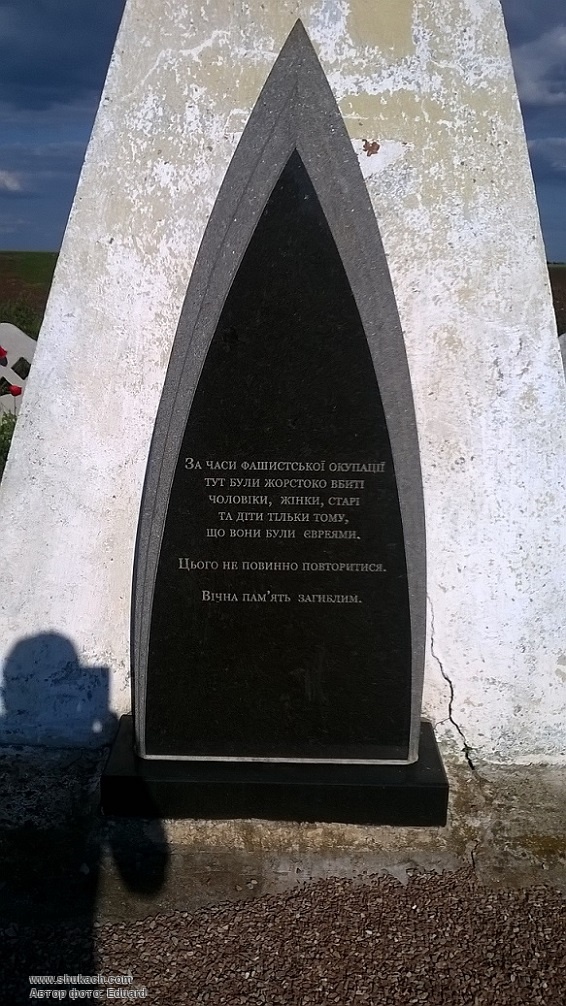 За часи фашистської окупації
тут були жорстоко вбиті
чоловіки, жінки, старі
та діти тільки тому,
що вони були євреями.
Цього не повинно повторитися.
Вічна пам'ять загиблим.
www.shukach.com
Автор фото: Eduard